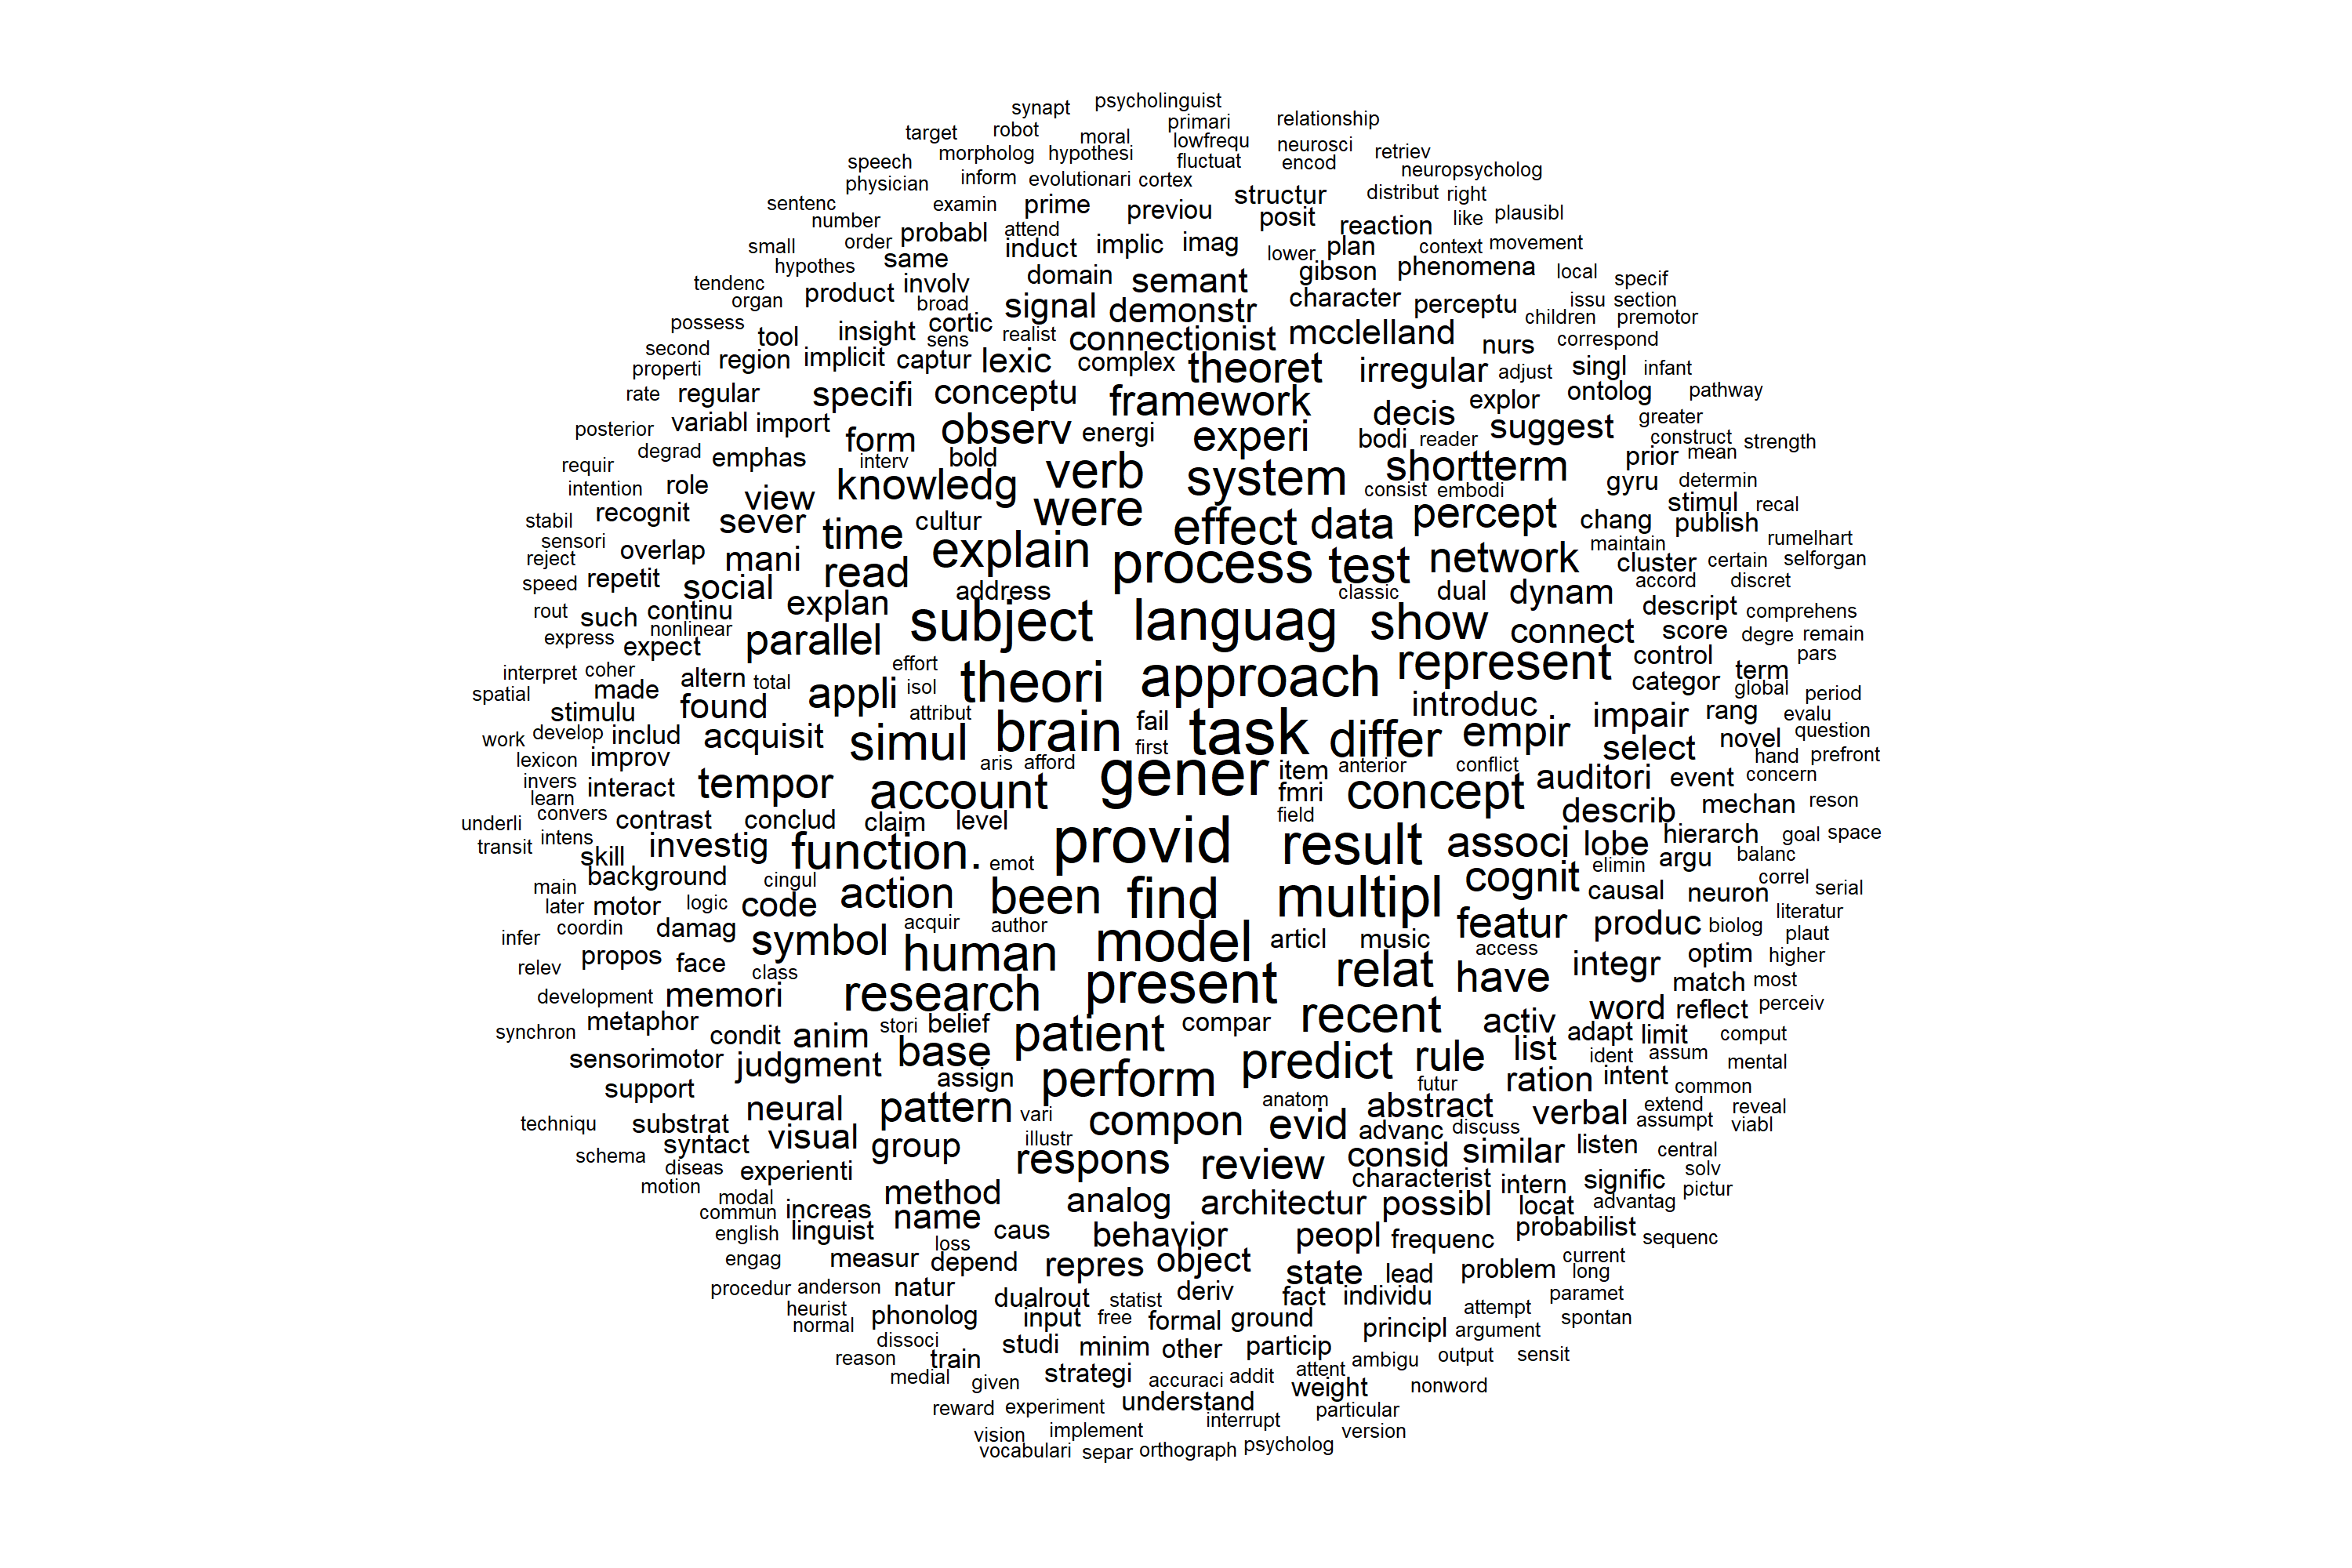 synapt psycholinguist
target robot moral primari relationship
speech morpholog hypothesi lowfrequ neurosci retriev
physician inform evolutionari cortex fluctuat encod neuropsycholog
sentenc examin prime previou structur distribut right
number order probabl attend posit reaction like plausibl
small same induct implic imag lower plan context movement
hypothes involv domain semant gibson phenomena local specif
tendenc organ product broad signal demonstr character perceptu issu section
possess tool insight cortic realist connectionist mcclelland children premotor
second region implicit captur sens lexic complex theoret irregular nurs correspond
properti adjust singl infant
rate regular specifi conceptu framework decis explor ontolog pathway
posterior variabl import form observ energi experi bodi reader suggest greater
degrad emphas interv bold verb system shortterm prior mean construct strength
requir intention role view knowledg were consist embodi gyru determin
stabil recognit sever time cultur effect data percept chang stimul recal publish
sensori reject overlap mani explain process test network maintain cluster certain rumelhart selforgan
speed repetit social read address classic dual dynam accord discret
rout such continu explan subject languag show connect descript comprehens
express nonlinear expect parallel score degre remain
interpret coher altern total effort theori approach represent control term pars
spatial made appli isol categor global period
stimulu found attribut brain fail task introduc impair rang evalu
work develop includ acquisit simul first differ empir select novel question
lexicon improv aris afford gener item anterior conflict hand prefront
invers learn interact tempor account fmri concept auditori event concern
underli convers contrast conclud claim level field describ mechan reson
transit intens skill investig function. provid result associ lobe hierarch goal space
background cingul emot cognit elimin argu balanc correl
main later motor logic code action been find multipl causal neuron serial
infer coordin damag symbol acquir author model articl music featur produc biolog literatur plaut
relev propos face class human access relat have integr optim higher
development memori research present match most
synchron metaphor condit anim stori belief patient compar recent activ word reflect perceiv
sensorimotor judgment base predict rule list adapt limit comput
support assign perform futur ident assum ration intent mental common
techniqu substrat neural pattern vari compon anatom evid abstract verbal extend reveal
syntact visual group illustr advanc discuss assumpt viabl
schema diseas experienti respons review consid similar listen central
motion modal method characterist intern signific solv pictur
commun increas name analog architectur possibl locat advantag
english linguist loss caus behavior peopl frequenc probabilist sequenc
engag measur depend repres object state lead problem current long
procedur anderson natur dualrout statist deriv fact individu paramet
heurist normal phonolog input free formal ground principl attempt argument spontan
dissoci reason train studi minim other particip ambigu output sensit
medial given strategi accuraci addit attent weight nonword
reward experiment understand interrupt particular
vision implement version
vocabulari separ orthograph psycholog